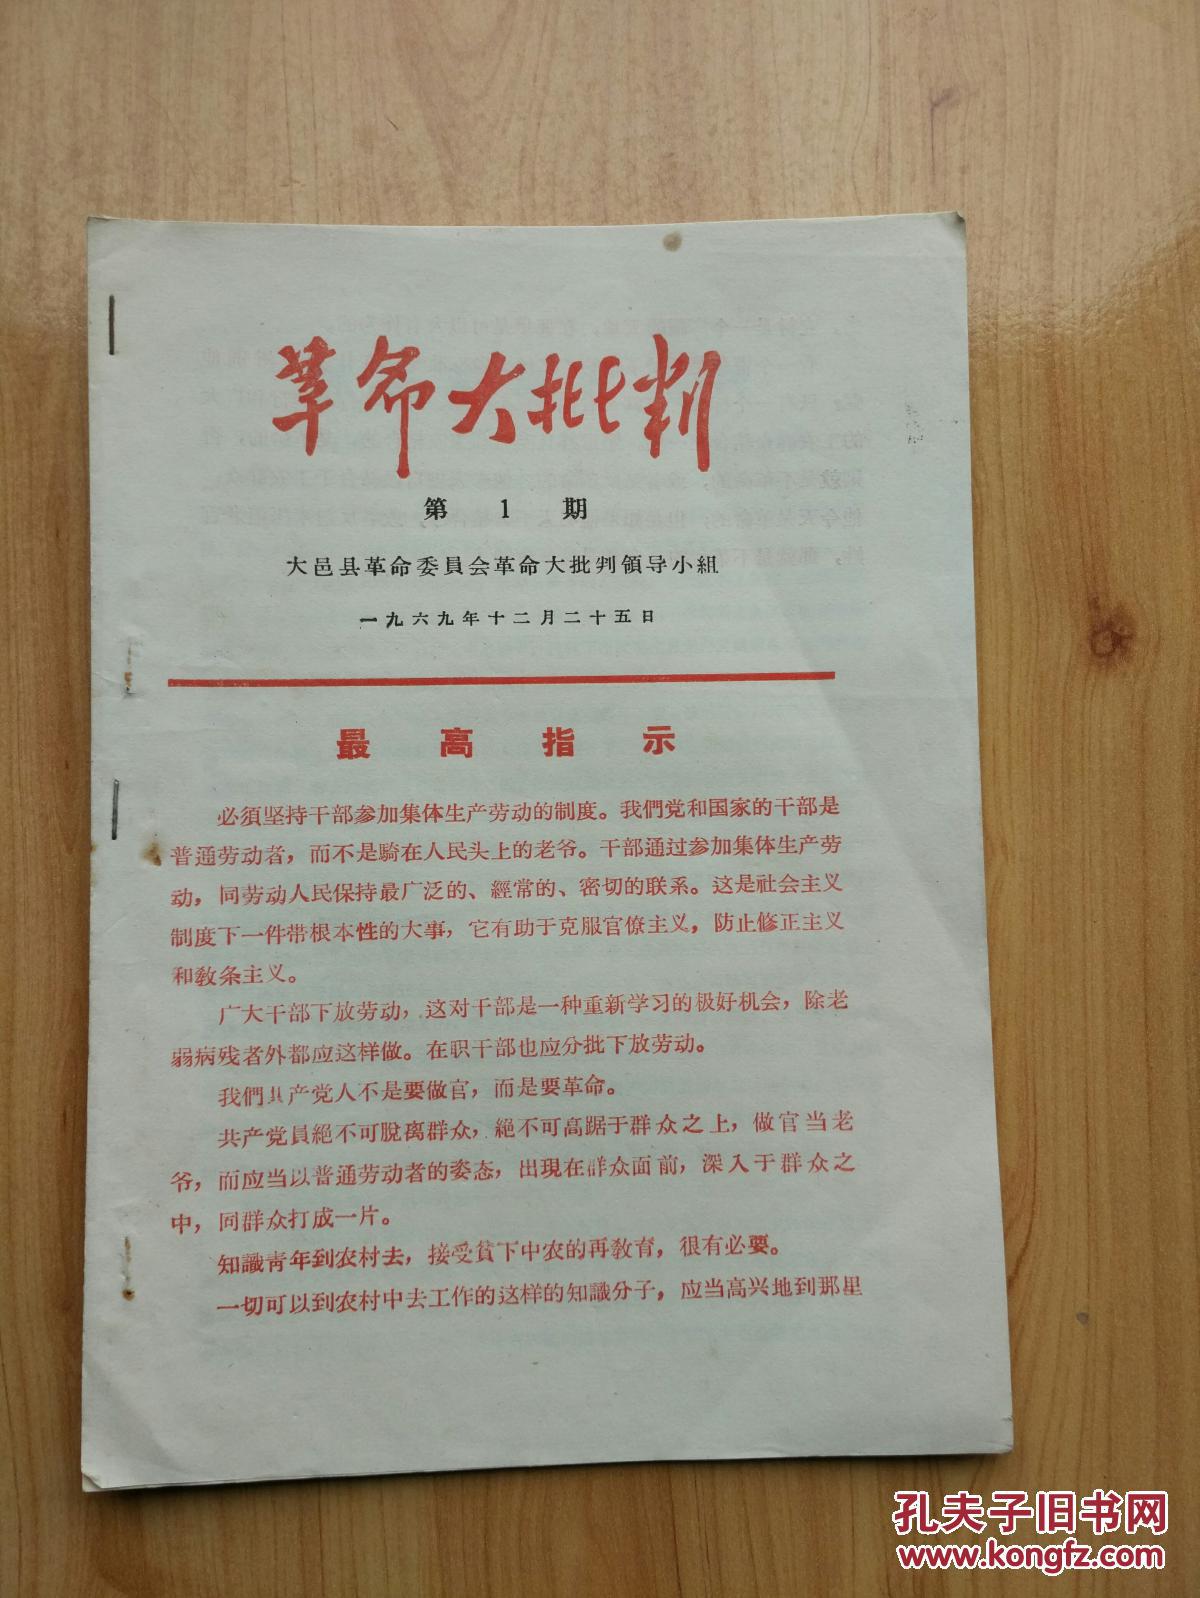 革命大批判
第 1 期
大邑县革命委員会革命大批判領导小組
一九六九年十二月二十五日
最高指示
必須坚持干部参加集体生产劳动的制度。我們党和国家的干部是
普通劳动者，而不是騎在人民头上的老爷。干部通过参加集体生产劳
动，同劳动人民保持最广泛的、經常的、密切的联系。这是社会主义
制度下一件带根本性的大事，它有助于克服官僚主义，防止修正主义
和敎条主义。
广大干部下放劳动，这对干部是一种重新学习的极好机会，除老
弱病残者外都应这样做。在职干部也应分批下放劳动。
我們共产党人不是要做官，而是要革命。
共产党員絕不可脫离群众，絕不可高踞于群众之上，做官当老
爷，而应当以普通劳动者的姿态，出現在群众面前，深入于群众之
中，同群众打成一片。
知識青年到农村去，接受貧下中农的再敎育，很有必要。
一切可以到农村中去工作的这样的知識分子，应当高兴地到那里
孔夫子旧书网
www.kongfz.com